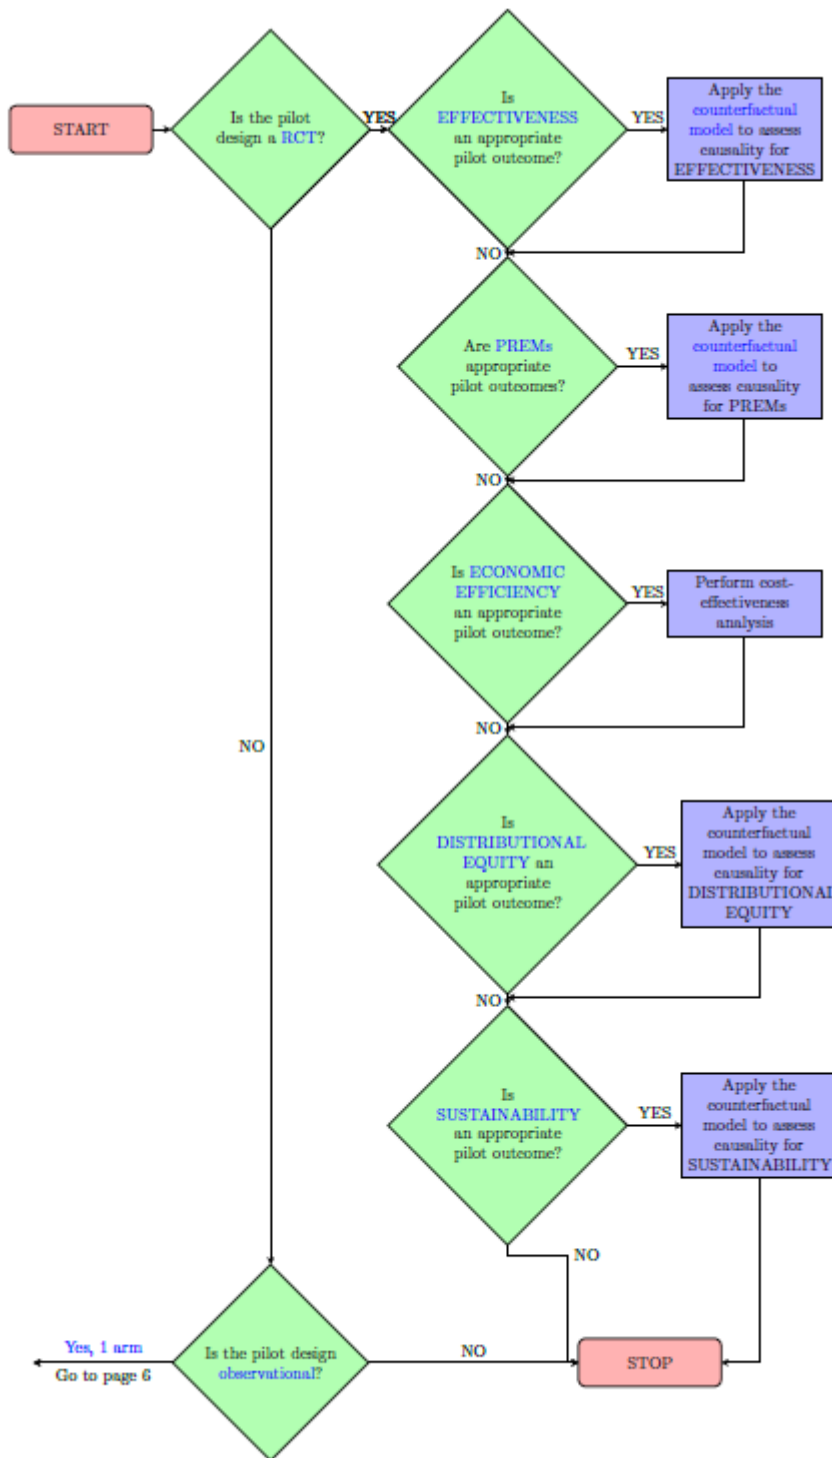 START
Is the pilot
design a RCT?
YES
Is
EFFECTIVENESS
an appropriate
pilot outcome?
YES
Apply the
counterfactual
model to assess
causality for
EFFECTIVENESS
NO
Are PREMs
appropriate
pilot outcomes?
YES
Apply the
counterfactual
model to
assess causality
for PREMs
NO
Is ECONOMIC
EFFICIENCY
an appropriate
pilot outcome?
YES
Perform cost-
effectiveness
analysis
NO
NO
Is
DISTRIBUTIONAL
EQUITY an
appropriate
pilot outcome?
YES
Apply the
counterfactual
model to assess
causality for
DISTRIBUTIONAL
EQUITY
NO
Is
SUSTAINABILITY
an appropriate
pilot outcome?
YES
Apply the
counterfactual
model to assess
causality for
SUSTAINABILITY
NO
Yes, 1 arm
Go to page 6
Is the pilot design
observational?
NO
STOP